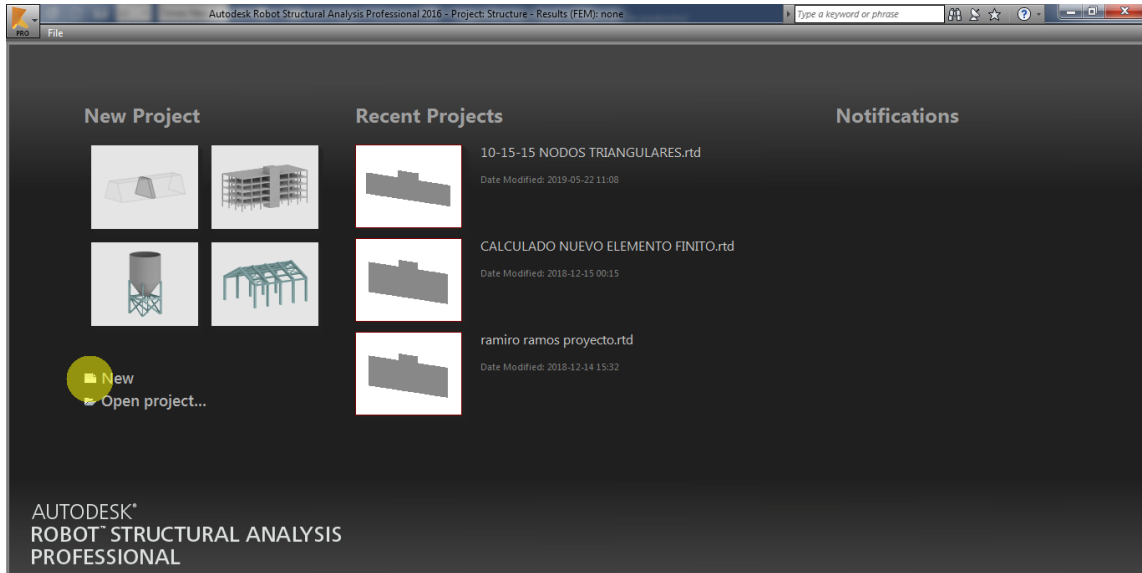 Autodesk Robot Structural Analysis Professional 2016 - Project: Structure - Results (FEM): none
Type a keyword or phrase
PRO
File
New Project
Recent Projects
Notifications
10-15-15 NODOS TRIANGULARES.rtd
Date Modified: 2019-05-22 11:08
CALCULADO NUEVO ELEMENTO FINITO.rtd
Date Modified: 2018-12-15 00:15
ramiro ramos proyecto.rtd
Date Modified: 2018-12-14 15:32
New
Open project...
AUTODESK®
ROBOT™ STRUCTURAL ANALYSIS
PROFESSIONAL